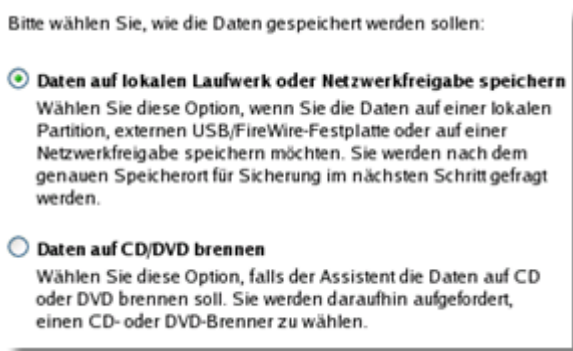 Bitte wählen Sie, wie die Daten gespeichert werden sollen:
Daten auf lokalen Laufwerk oder Netzwerkfreigabe speichern
Wählen Sie diese Option, wenn Sie die Daten auf einer lokalen
Partition, externen USB/FireWire-Festplatte oder auf einer
Netzwerkfreigabe speichern möchten. Sie werden nach dem
genauen Speicherort für Sicherung im nächsten Schritt gefragt
werden.
Daten auf CD/DVD brennen
Wählen Sie diese Option, falls der Assistent die Daten auf CD
oder DVD brennen soll. Sie werden daraufhin aufgefordert,
einen CD- oder DVD-Brenner zu wählen.